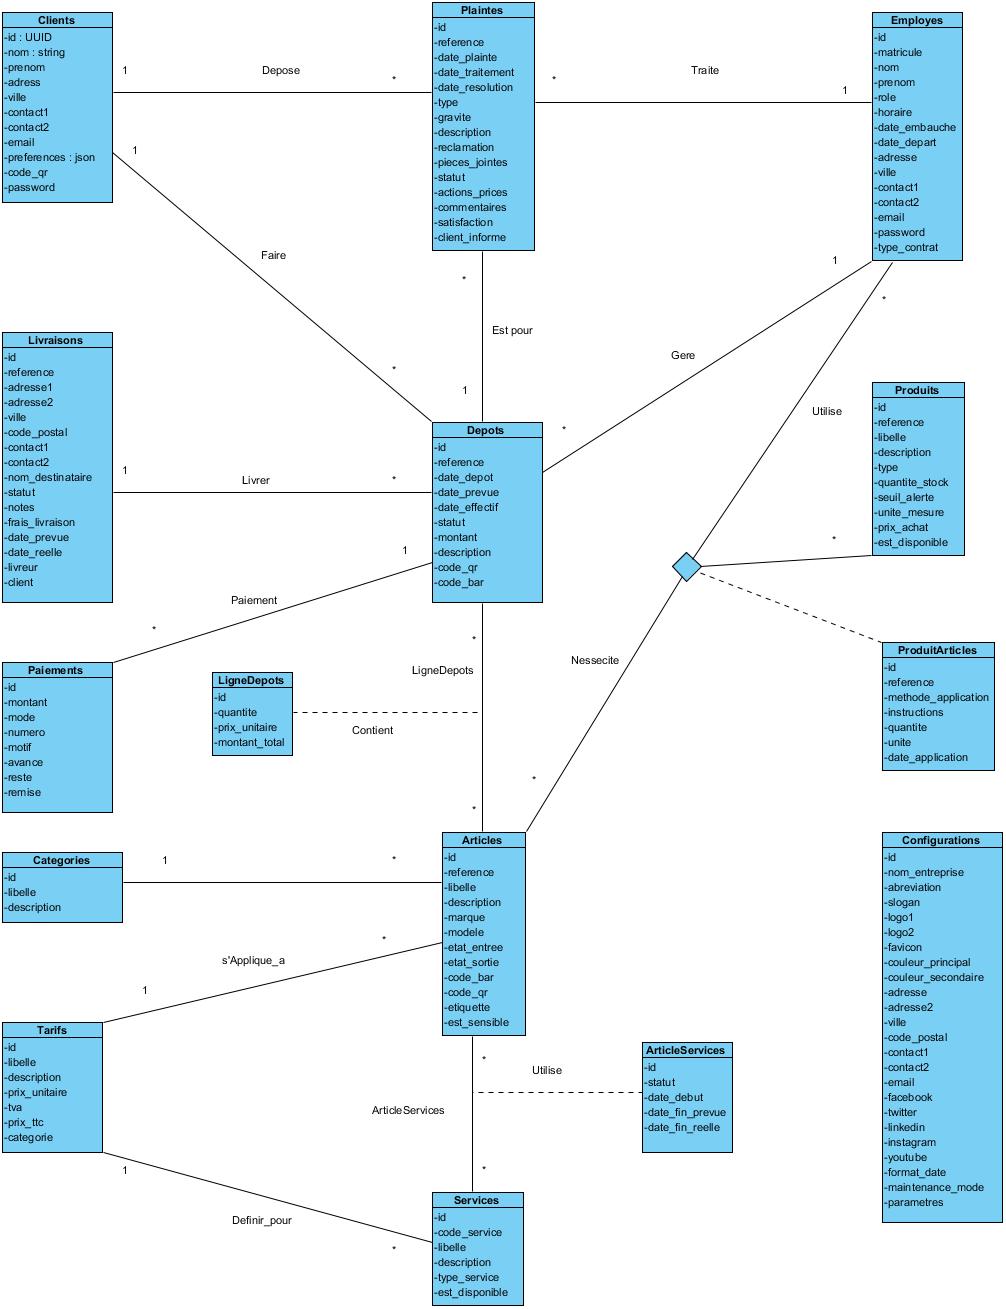 Clients
-id : UUID
-nom : string
-prenom
-adress
-ville
-contact1
-contact2
-email
-preferences : json
-code_qr
-password
1
Depose
*
Plaintes
-id
-reference
-date_plainte
-date_traitement
-date_resolution
-type
-gravite
-description
-reclamation
-pieces_jointes
-statut
-actions_prices
-commentaires
-satisfaction
-client_informe
*
Traite
1
Employes
-id
-matricule
-nom
-prenom
-role
-horaire
-date_embauche
-date_depart
-adresse
-ville
-contact1
-contact2
-email
-password
-type_contrat
1
Faire
*
*
Est pour
1
1
Gere
*
*
Utilise
Livraisons
-id
-reference
-adresse1
-adresse2
-ville
-code_postal
-contact1
-contact2
-nom_destinataire
-statut
-notes
-frais_livraison
-date_prevue
-date_reelle
-livreur
-client
1
Livrer
*
Depots
-id
-reference
-date_depot
-date_prevue
-date_effectif
-statut
-montant
-description
-code_qr
-code_bar
Produits
-id
-reference
-libelle
-description
-type
-quantite_stock
-seuil_alerte
-unite_mesure
-prix_achat
-est_disponible
*
1
Paiement
*
Paiements
-id
-montant
-mode
-numero
-motif
-avance
-reste
-remise
LigneDepots
-id
-quantite
-prix_unitaire
-montant_total
Contient
*
LigneDepots
*
Nessecite
*
ProduitArticles
-id
-reference
-methode_application
-instructions
-quantite
-unite
-date_application
Categories
-id
-libelle
-description
1
*
Articles
-id
-reference
-libelle
-description
-marque
-modele
-etat_entree
-etat_sortie
-code_bar
-code_qr
-etiquette
-est_sensible
Configurations
-id
-nom_entreprise
-abreviation
-slogan
-logo1
-logo2
-favicon
-couleur_principal
-couleur_secondaire
-adresse
-adresse2
-ville
-code_postal
-contact1
-contact2
-email
-facebook
-twitter
-linkedin
-instagram
-youtube
-format_date
-maintenance_mode
-parametres
*
s'Applique_a
1
Tarifs
-id
-libelle
-description
-prix_unitaire
-tva
-prix_ttc
-categorie
*
Utilise
ArticleServices
*
ArticleServices
-id
-statut
-date_debut
-date_fin_prevue
-date_fin_reelle
1
Definir_pour
*
Services
-id
-code_service
-libelle
-description
-type_service
-est_disponible